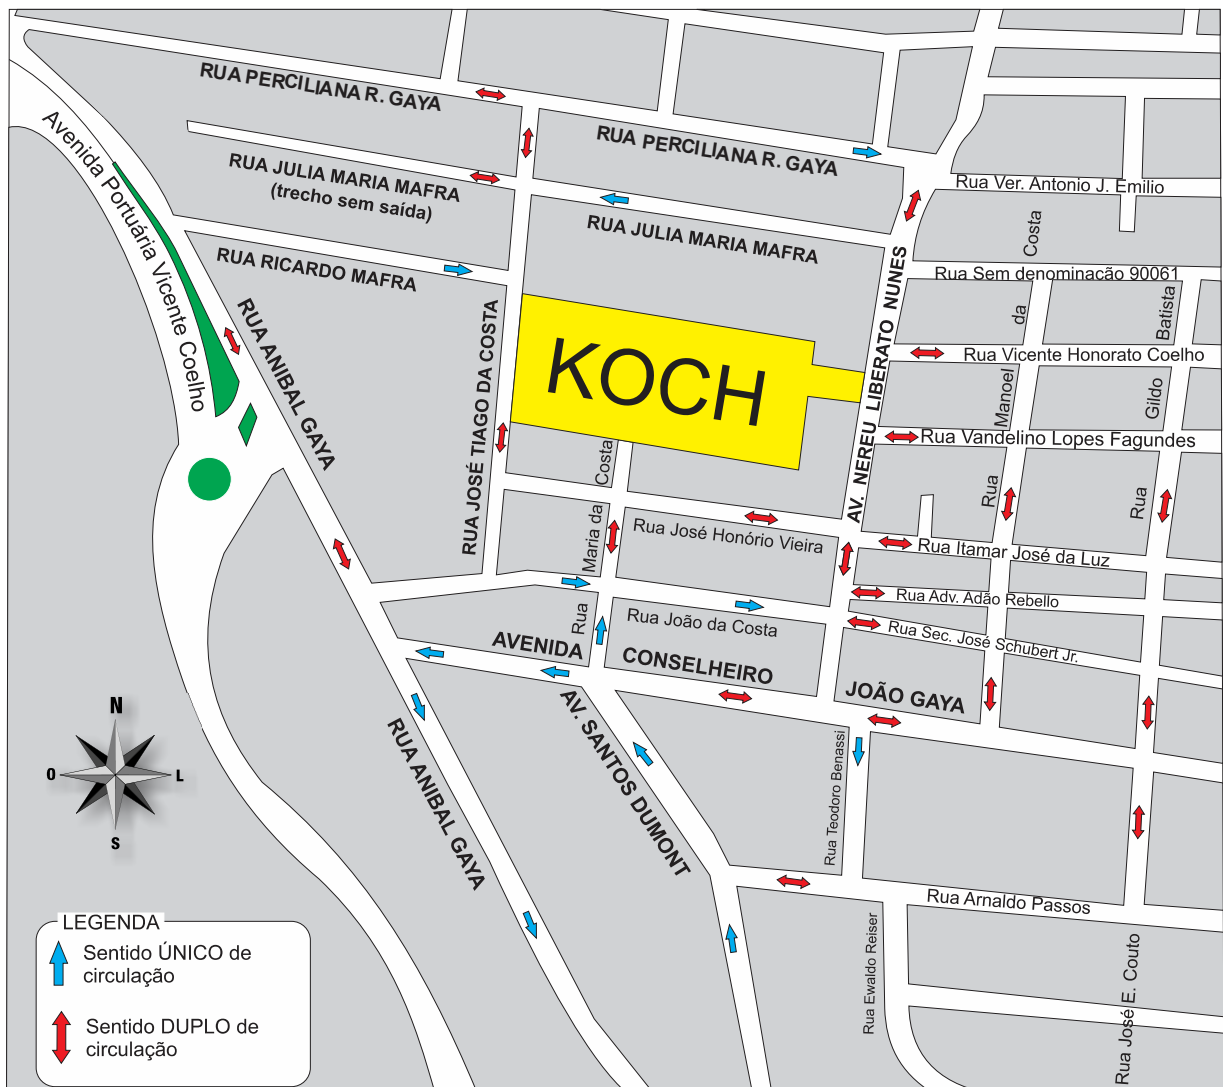 RUA PERCILIANA R. GAYA
RUA PERCILIANA R. GAYA
Avenida Portuária Vicente Coelho
RUA JULIA MARIA MAFRA
(trecho sem saída)
Rua Ver. Antonio J. Emilio
RUA JULIA MARIA MAFRA
RUA RICARDO MAFRA
Rua Sem denominacão 90061
RUA ANIBAL GAYA
RUA JOSÉ TIAGO DA COSTA
KOCH
AV. NEREU LIBERATO NUNES
Rua Vicente Honorato Coelho
Rua Manoel da Costa
Rua Gildo Batista
Rua Vandelino Lopes Fagundes
Rua Maria da Costa
Rua José Honório Vieira
Rua Itamar José da Luz
Rua Adv. Adão Rebello
Rua João da Costa
Rua Sec. José Schubert Jr.
AVENIDA CONSELHEIRO JOÃO GAYA
AV. SANTOS DUMONT
RUA ANIBAL GAYA
Rua Teodoro Benassi
Rua Arnaldo Passos
Rua Ewaldo Reiser
Rua José E. Couto
N
O
L
S
LEGENDA
Sentido ÚNICO de
circulação
Sentido DUPLO de
circulação